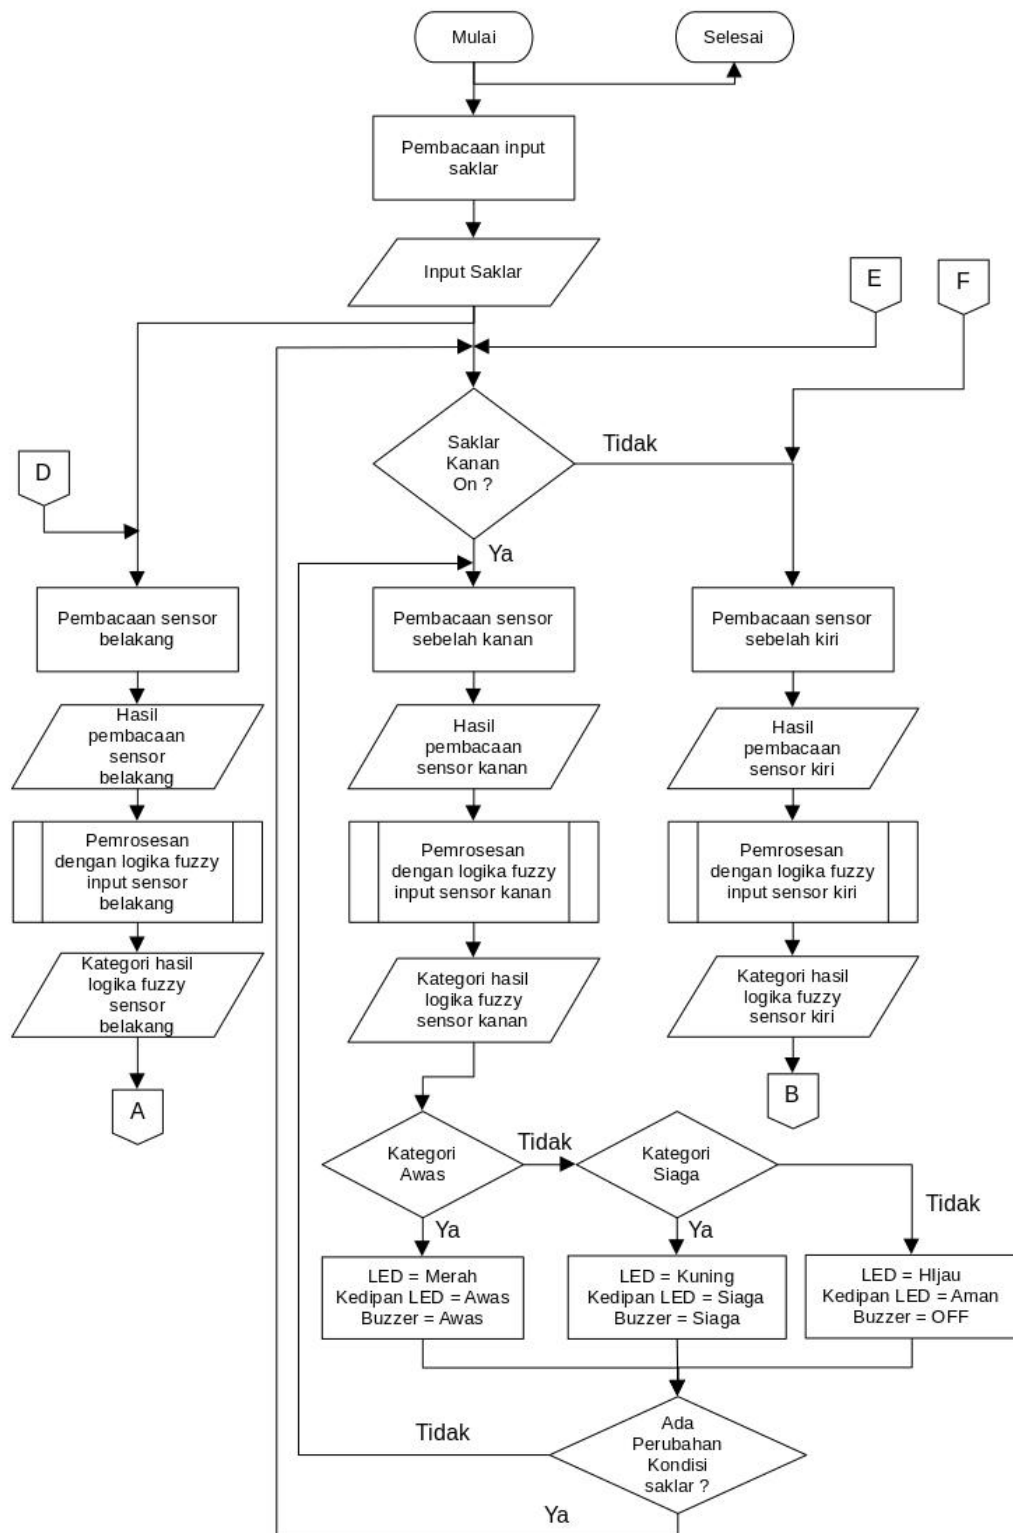 Mulai
Selesai
Pembacaan input
saklar
Input Saklar
E
F
Saklar
Kanan
On ?
Tidak
D
Ya
Pembacaan sensor
belakang
Pembacaan sensor
sebelah kanan
Pembacaan sensor
sebelah kiri
Hasil
pembacaan
sensor
belakang
Hasil
pembacaan
sensor kanan
Hasil
pembacaan
sensor kiri
Pemrosesan
dengan logika fuzzy
input sensor
belakang
Pemrosesan
dengan logika fuzzy
input sensor kanan
Pemrosesan
dengan logika fuzzy
input sensor kiri
Kategori hasil
logika fuzzy
sensor
belakang
Kategori hasil
logika fuzzy
sensor kanan
Kategori hasil
logika fuzzy
sensor kiri
A
B
Kategori
Awas
Tidak
Kategori
Siaga
Tidak
Ya
Ya
LED = Merah
Kedipan LED = Awas
Buzzer = Awas
LED = Kuning
Kedipan LED = Siaga
Buzzer = Siaga
LED = HIjau
Kedipan LED = Aman
Buzzer = OFF
Tidak
Ada
Perubahan
Kondisi
saklar ?
Ya